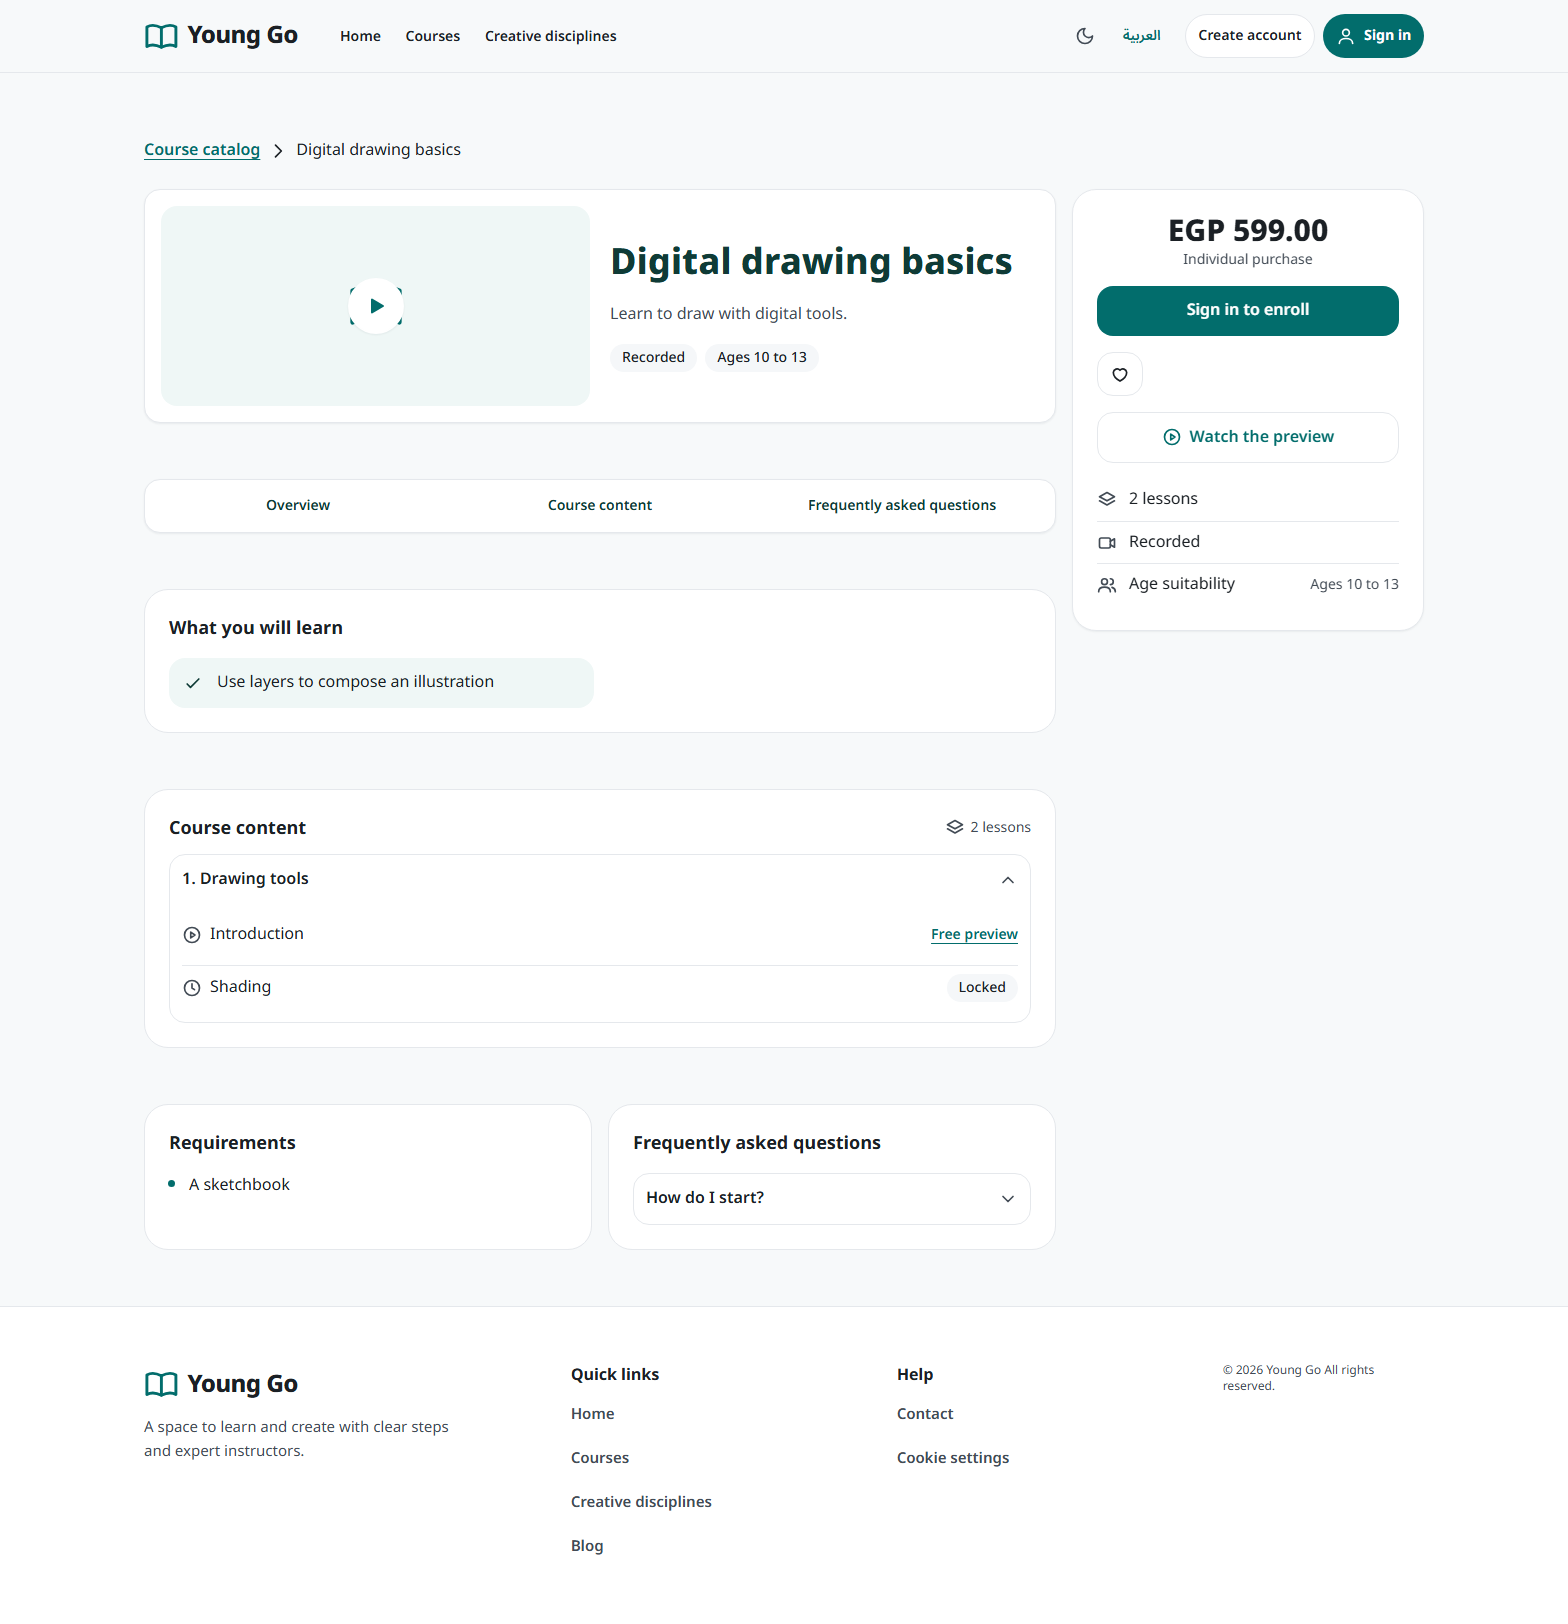 Young Go
Home
Courses
Creative disciplines
العربية
Create account
Sign in
Course catalog
Digital drawing basics
Digital drawing basics
Learn to draw with digital tools.
Recorded
Ages 10 to 13
EGP 599.00
Individual purchase
Sign in to enroll
Watch the preview
2 lessons
Recorded
Age suitability
Ages 10 to 13
Overview
Course content
Frequently asked questions
What you will learn
Use layers to compose an illustration
Course content
2 lessons
1. Drawing tools
Introduction
Free preview
Shading
Locked
Requirements
A sketchbook
Frequently asked questions
How do I start?
Young Go
A space to learn and create with clear steps
and expert instructors.
Quick links
Home
Courses
Creative disciplines
Blog
Help
Contact
Cookie settings
© 2026 Young Go All rights
reserved.